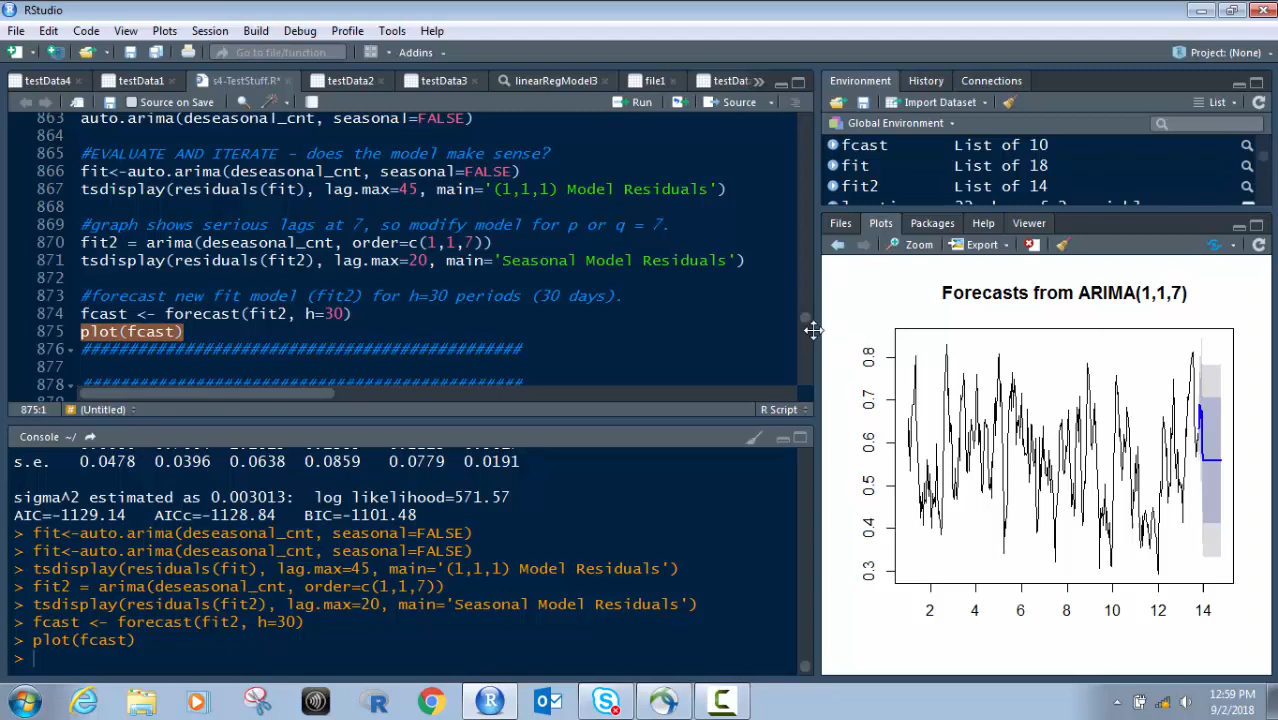 RStudio
File Edit Code View Plots Session Build Debug Profile Tools Help
Go to file/function Addins Project: (None)
testData4 testData1 s4-TestStuff.R* testData2 testData3 linearRegModel3 file1 testDat
Source on Save Run Source
863 auto.arima(deseasonal_cnt, seasonal=FALSE)
864
865 #EVALUATE AND ITERATE - does the model make sense?
866 fit<-auto.arima(deseasonal_cnt, seasonal=FALSE)
867 tsdisplay(residuals(fit), lag.max=45, main='(1,1,1) Model Residuals')
868
869 #graph shows serious lags at 7, so modify model for p or q = 7.
870 fit2 = arima(deseasonal_cnt, order=c(1,1,7))
871 tsdisplay(residuals(fit2), lag.max=20, main='Seasonal Model Residuals')
872
873 #forecast new fit model (fit2) for h=30 periods (30 days).
874 fcast <- forecast(fit2, h=30)
875 plot(fcast)
876 #################################################
877
878 #################################################
875:1 (Untitled) R Script
Console ~/
s.e. 0.0478 0.0396 0.0638 0.0859 0.0779 0.0191
sigma^2 estimated as 0.003013: log likelihood=571.57
AIC=-1129.14 AICc=-1128.84 BIC=-1101.48
> fit<-auto.arima(deseasonal_cnt, seasonal=FALSE)
> fit<-auto.arima(deseasonal_cnt, seasonal=FALSE)
> tsdisplay(residuals(fit), lag.max=45, main='(1,1,1) Model Residuals')
> fit2 = arima(deseasonal_cnt, order=c(1,1,7))
> tsdisplay(residuals(fit2), lag.max=20, main='Seasonal Model Residuals')
> fcast <- forecast(fit2, h=30)
> plot(fcast)
>
Environment History Connections
Import Dataset List
Global Environment
fcast List of 10
fit List of 18
fit2 List of 14
Files Plots Packages Help Viewer
Zoom Export
Forecasts from ARIMA(1,1,7)
0.8
0.7
0.6
0.5
0.4
0.3
2 4 6 8 10 12 14
12:59 PM
9/2/2018